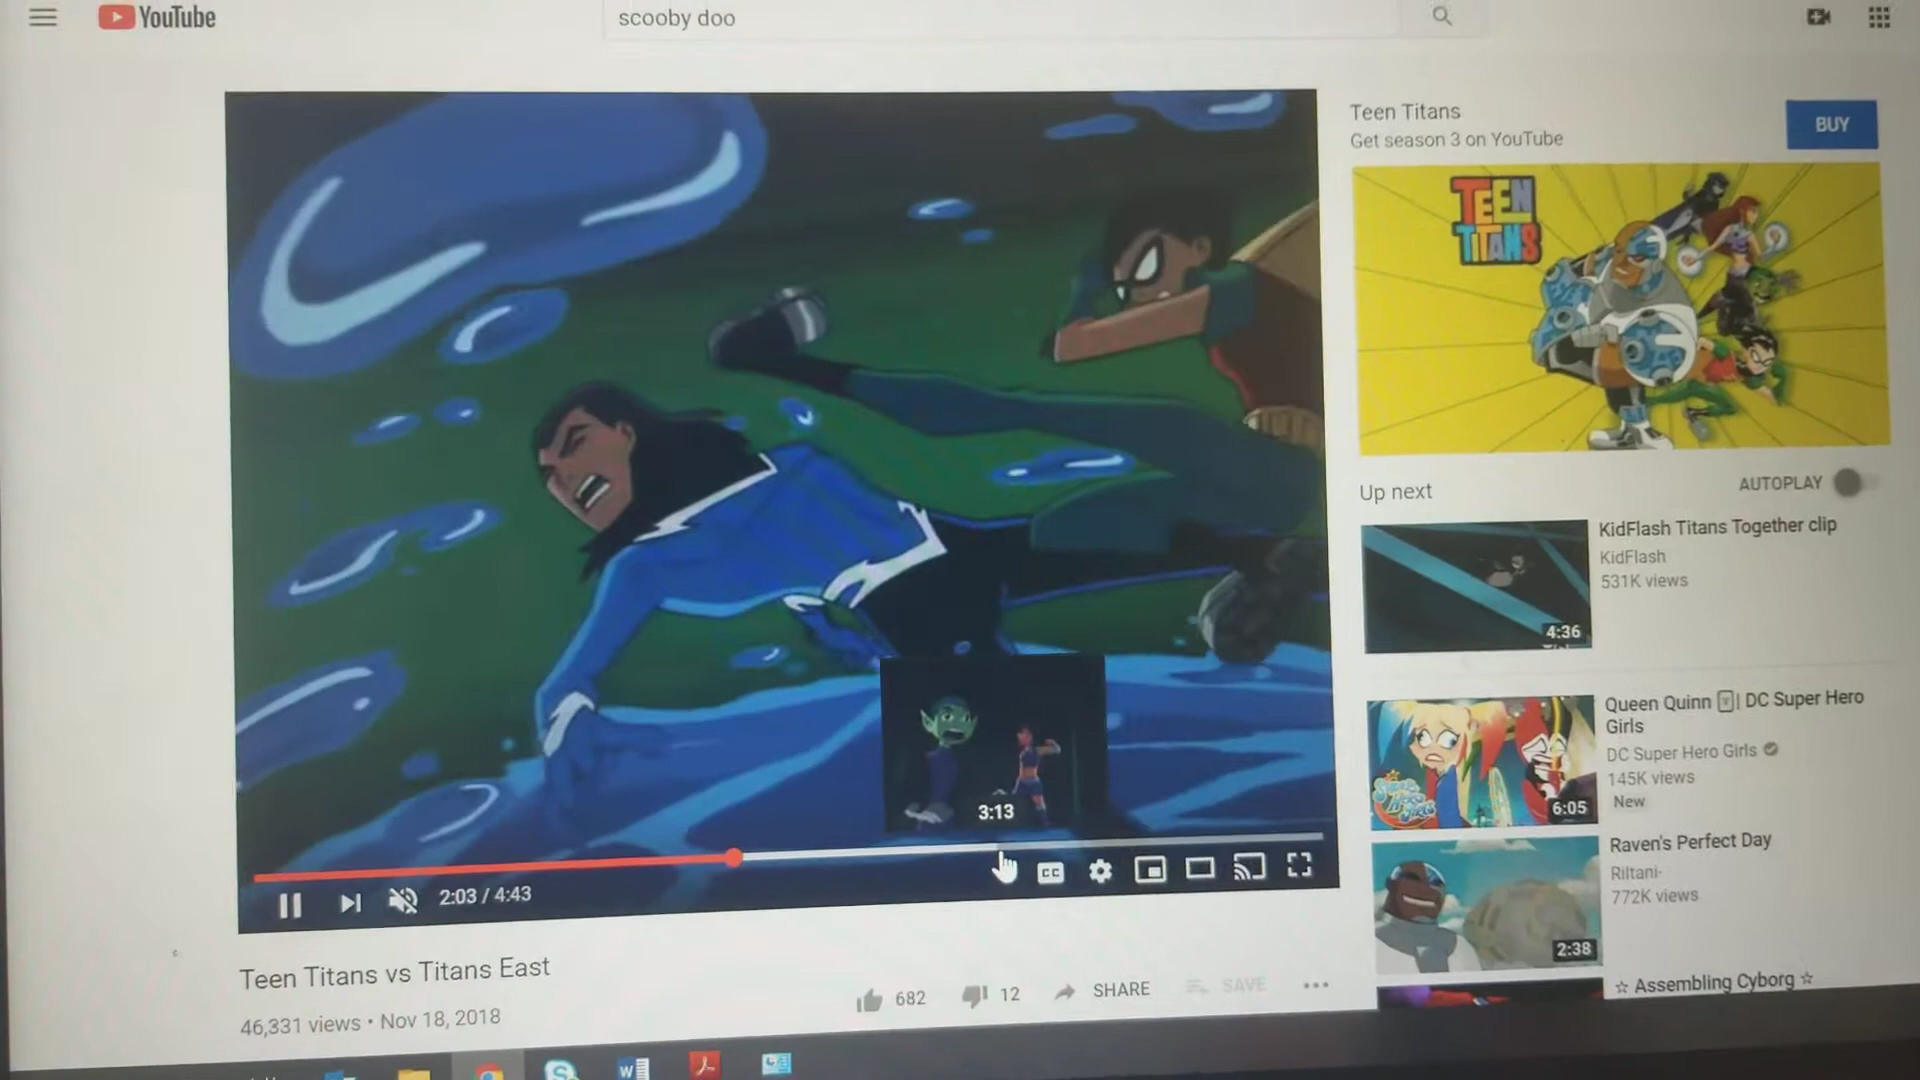 YouTube
scooby doo
Teen Titans
Get season 3 on YouTube
BUY
TEEN
TITANS
Up next
AUTOPLAY
KidFlash Titans Together clip
KidFlash
531K views
4:36
Queen Quinn | DC Super Hero
Girls
DC Super Hero Girls
145K views
New
6:05
Raven's Perfect Day
Riltani-
772K views
2:38
☆ Assembling Cyborg ☆
3:13
CC
2:03 / 4:43
Teen Titans vs Titans East
46,331 views • Nov 18, 2018
682
12
SHARE
SAVE